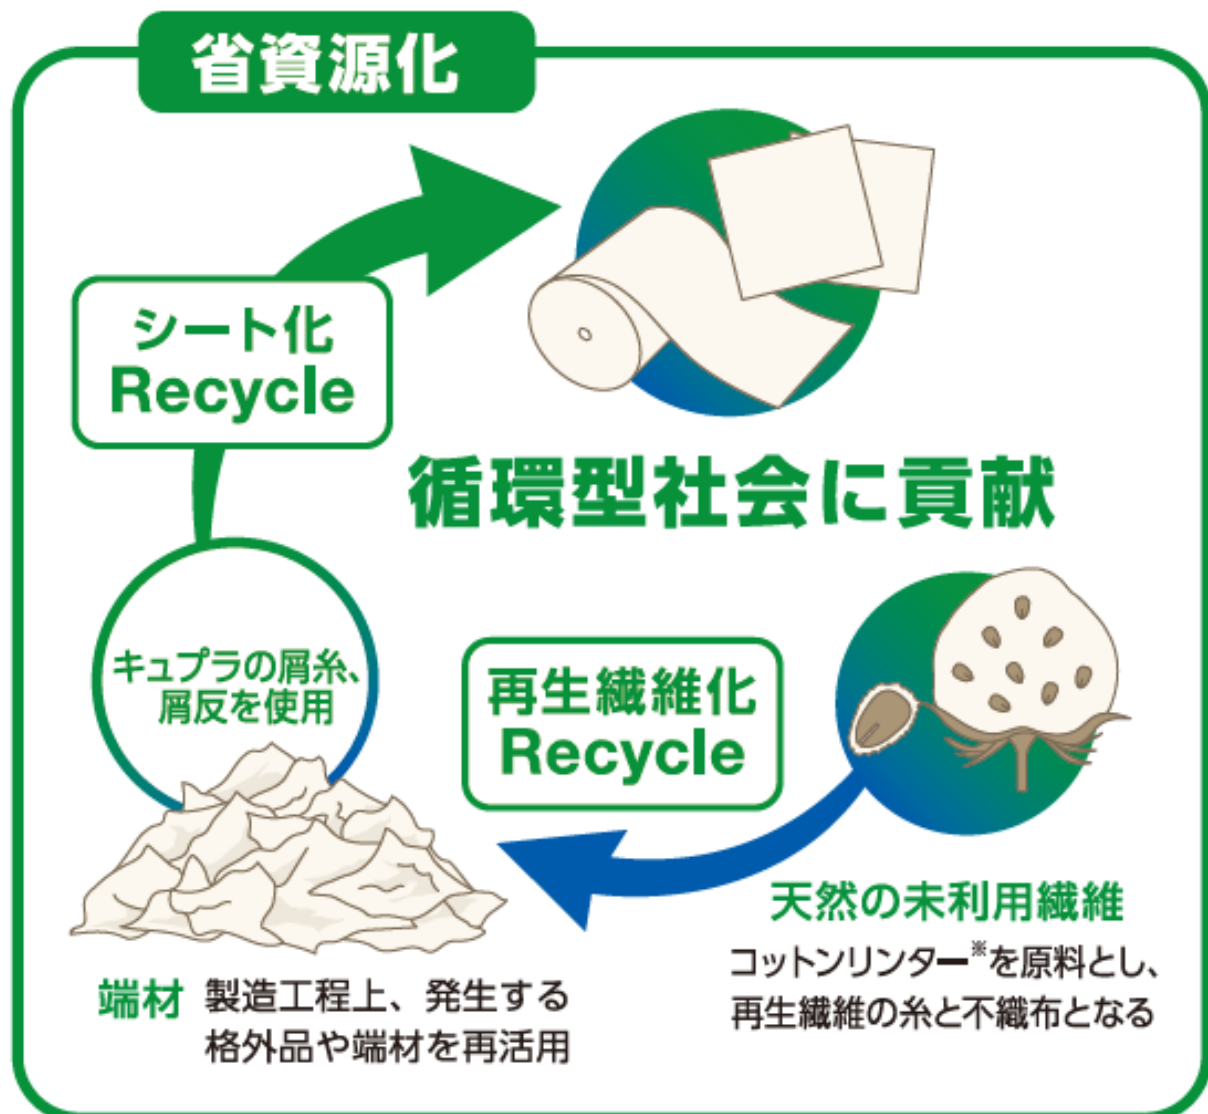 省資源化
シート化
Recycle
循環型社会に貢献
キュプラの屑糸、
屑反を使用
再生繊維化
Recycle
天然の未利用繊維
コットンリンター※を原料とし、
再生繊維の糸と不織布となる
端材 製造工程上、発生する
格外品や端材を再活用